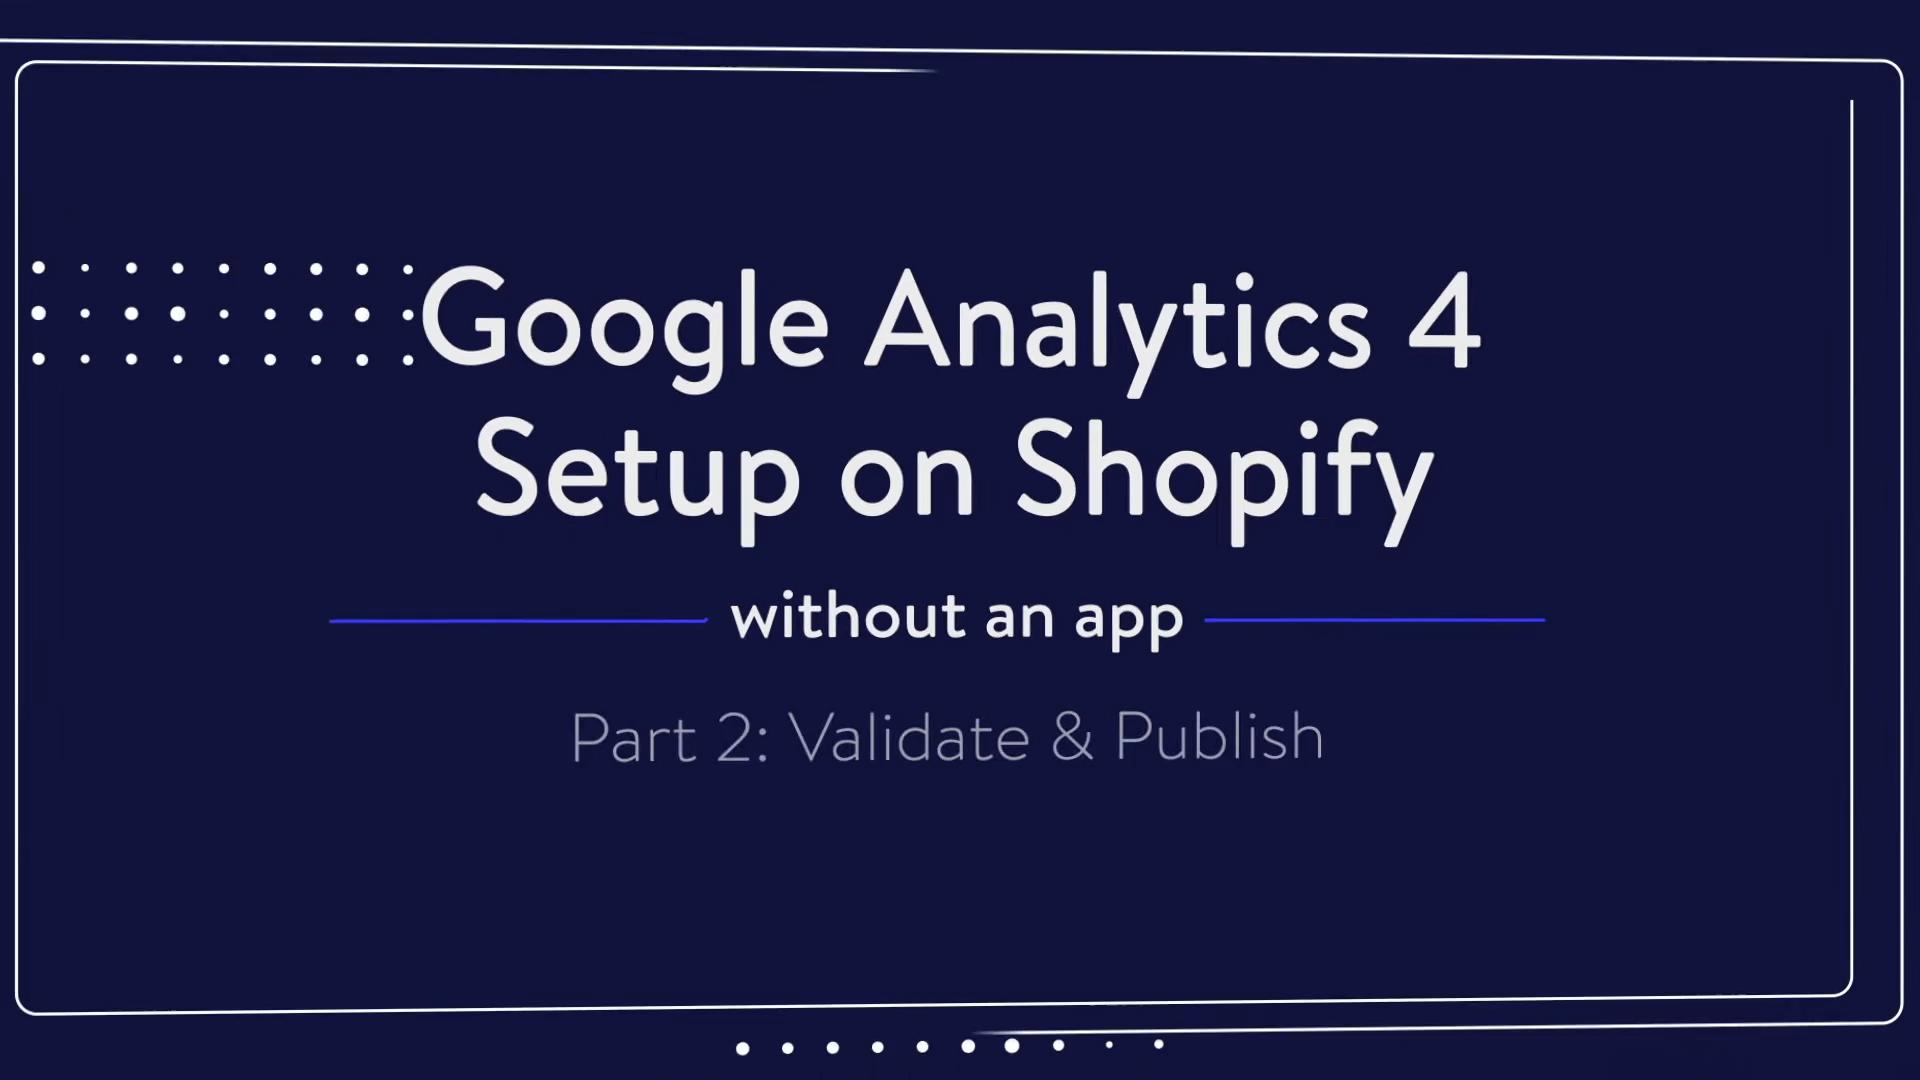 Google Analytics 4
Setup on Shopify
without an app
Part 2: Validate & Publish